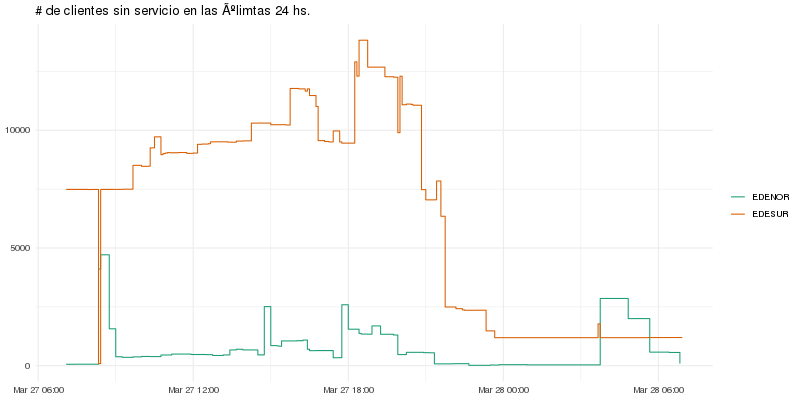 # de clientes sin servicio en las Ãºlimtas 24 hs.
10000
5000
0
Mar 27 06:00
Mar 27 12:00
Mar 27 18:00
Mar 28 00:00
Mar 28 06:00
EDENOR
EDESUR